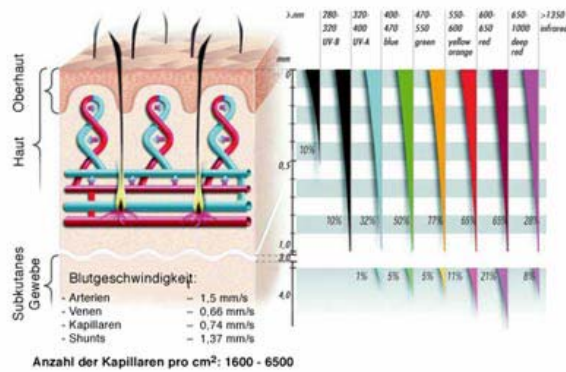 λ-nm
280-
320
UV-B
320-
400
UV-A
400-
470
blue
470-
550
green
550-
600
yellow
orange
600-
650
red
650-
1000
deep
red
>1350
infrared
mm
0
0,5
1,0
2,0
4,0
10%
10% 32% 50% 77% 65% 65% 28%
1% 5% 5% 11% 21% 8%
Oberhaut
Haut
Subkutanes
Gewebe
Blutgeschwindigkeit:
- Arterien – 1,5 mm/s
- Venen – 0,66 mm/s
- Kapillaren – 0,74 mm/s
- Shunts – 1,37 mm/s
Anzahl der Kapillaren pro cm²: 1600 - 6500